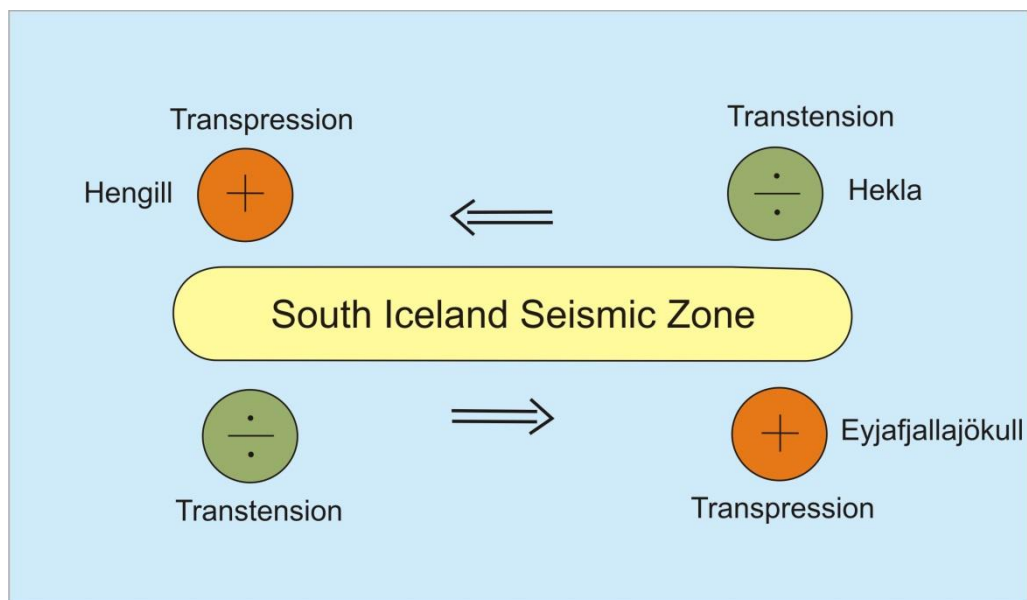 Transpression
Transtension
Hengill
+
÷
Hekla
South Iceland Seismic Zone
÷
+
Eyjafjallajökull
Transtension
Transpression